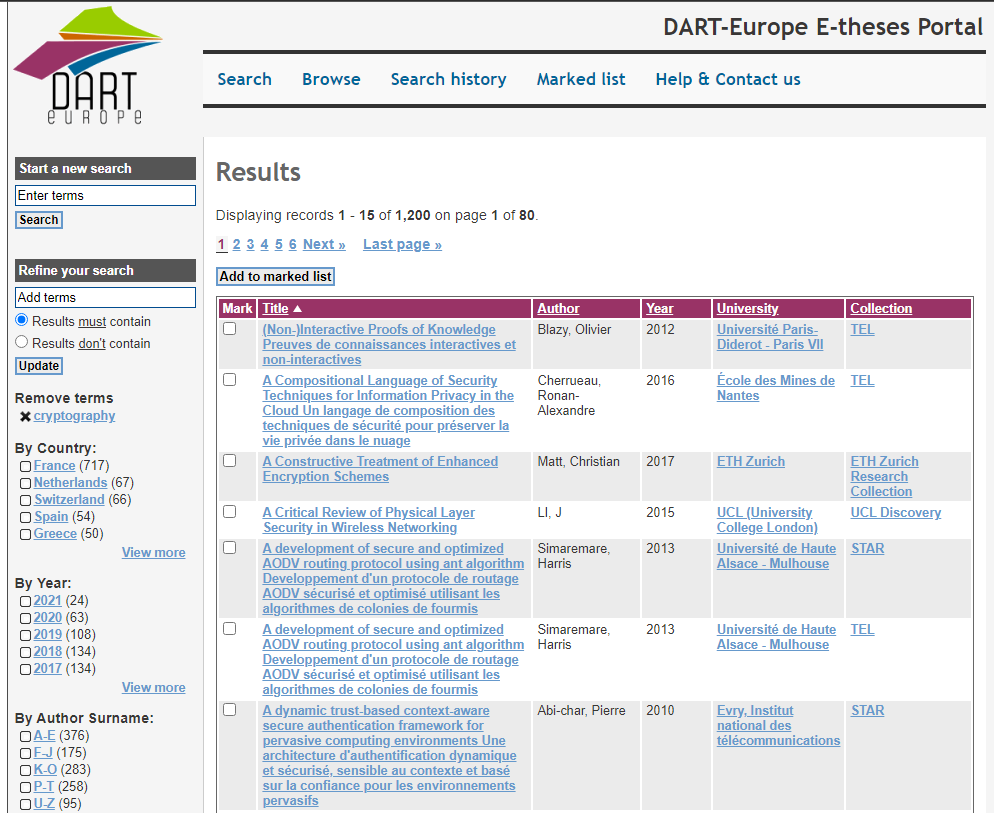 DART
europe
DART-Europe E-theses Portal
Search Browse Search history Marked list Help & Contact us
Start a new search
Enter terms
Search
Refine your search
Add terms
Results must contain
Results don't contain
Update
Remove terms
cryptography
By Country:
France (717)
Netherlands (67)
Switzerland (66)
Spain (54)
Greece (50)
View more
By Year:
2021 (24)
2020 (63)
2019 (108)
2018 (134)
2017 (134)
View more
By Author Surname:
A-E (376)
F-J (175)
K-O (283)
P-T (258)
U-Z (95)
Results
Displaying records 1 - 15 of 1,200 on page 1 of 80.
1 2 3 4 5 6 Next » Last page »
Add to marked list
Mark Title Author Year University Collection
(Non-)Interactive Proofs of Knowledge
Preuves de connaissances interactives et
non-interactives
Blazy, Olivier
2012
Université Paris-
Diderot - Paris VII
TEL
A Compositional Language of Security
Techniques for Information Privacy in the
Cloud Un langage de composition des
techniques de sécurité pour préserver la
vie privée dans le nuage
Cherrueau,
Ronan-
Alexandre
2016
École des Mines de
Nantes
TEL
A Constructive Treatment of Enhanced
Encryption Schemes
Matt, Christian
2017
ETH Zurich
ETH Zurich
Research
Collection
A Critical Review of Physical Layer
Security in Wireless Networking
LI, J
2015
UCL (University
College London)
UCL Discovery
A development of secure and optimized
AODV routing protocol using ant algorithm
Developpement d'un protocole de routage
AODV sécurisé et optimisé utilisant les
algorithmes de colonies de fourmis
Simaremare,
Harris
2013
Université de Haute
Alsace - Mulhouse
STAR
A development of secure and optimized
AODV routing protocol using ant algorithm
Developpement d'un protocole de routage
AODV sécurisé et optimisé utilisant les
algorithmes de colonies de fourmis
Simaremare,
Harris
2013
Université de Haute
Alsace - Mulhouse
TEL
A dynamic trust-based context-aware
secure authentication framework for
pervasive computing environments Une
architecture d'authentification dynamique
et sécurisé, sensible au contexte et basé
sur la confiance pour les environnements
pervasifs
Abi-char, Pierre
2010
Evry, Institut
national des
télécommunications
STAR